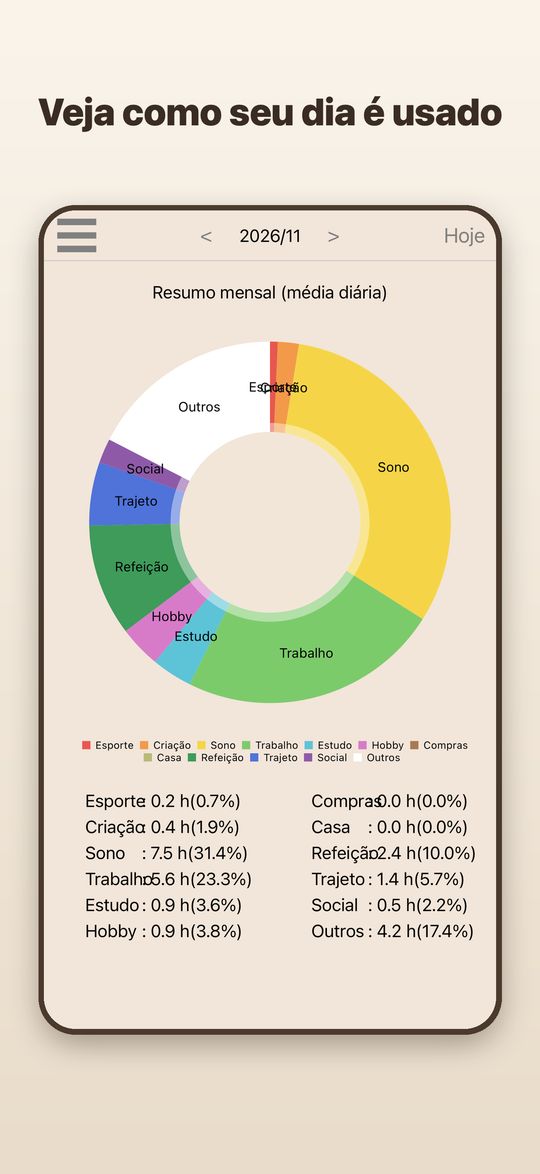 Veja como seu dia é usado
< 2026/11 > Hoje
Resumo mensal (média diária)
Esporte
Criação
Outros
Sono
Social
Trajeto
Refeição
Hobby
Estudo
Trabalho
Esporte Criação Sono Trabalho Estudo Hobby Compras
Casa Refeição Trajeto Social Outros
Esporte : 0.2 h(0.7%) Compras : 0.0 h(0.0%)
Criação : 0.4 h(1.9%) Casa : 0.0 h(0.0%)
Sono : 7.5 h(31.4%) Refeição : 2.4 h(10.0%)
Trabalho : 5.6 h(23.3%) Trajeto : 1.4 h(5.7%)
Estudo : 0.9 h(3.6%) Social : 0.5 h(2.2%)
Hobby : 0.9 h(3.8%) Outros : 4.2 h(17.4%)